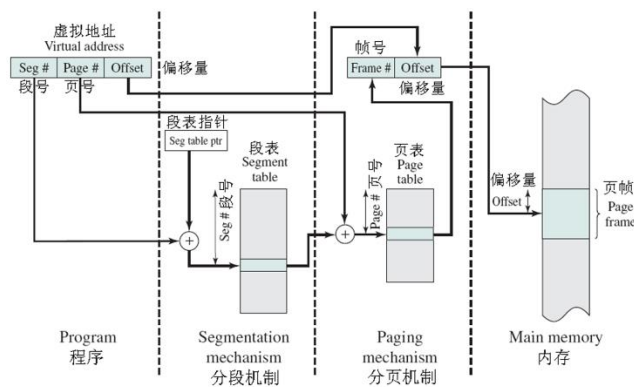 虚拟地址
Virtual address
Seg # Page # Offset
段号 页号
偏移量
帧号
Frame # Offset
偏移量
段表指针
Seg table ptr
段表
Segment
table
Seg # 段号
页表
Page
table
Page # 页号
偏移量
Offset
页帧
Page
frame
Program
程序
Segmentation
mechanism
分段机制
Paging
mechanism
分页机制
Main memory
内存